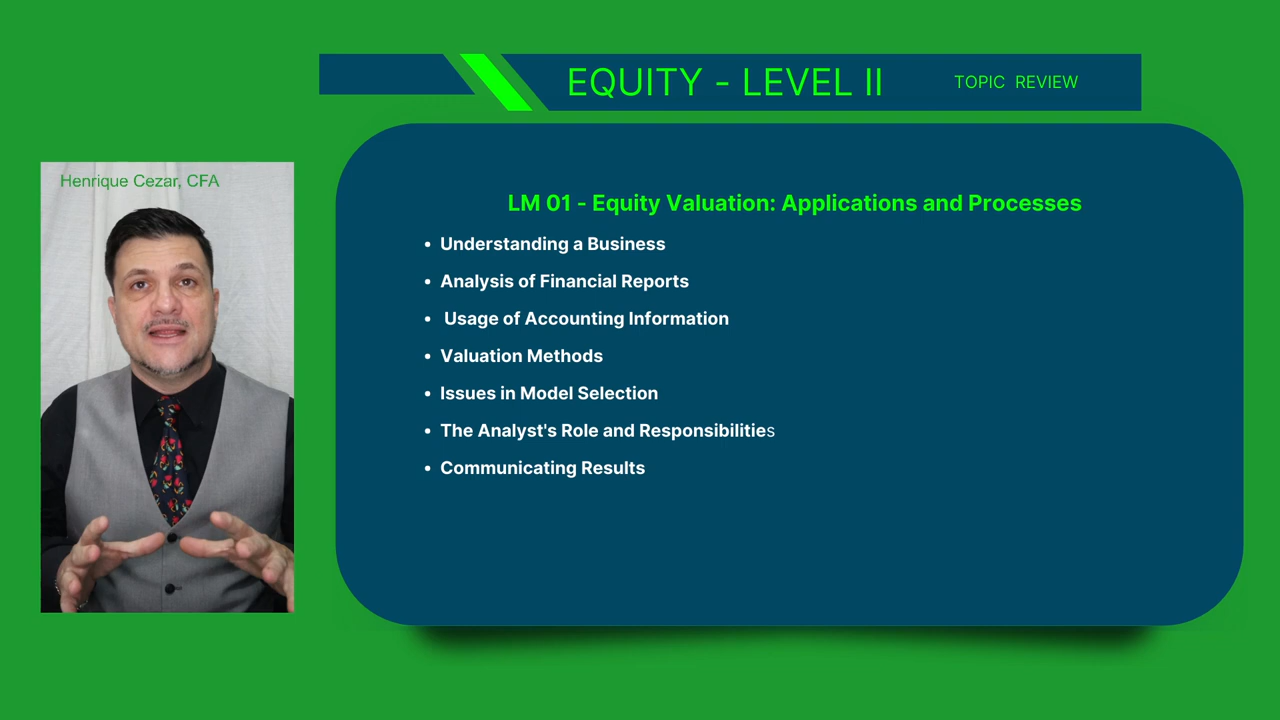 EQUITY - LEVEL II
TOPIC REVIEW
Henrique Cezar, CFA
LM 01 - Equity Valuation: Applications and Processes
• Understanding a Business
• Analysis of Financial Reports
• Usage of Accounting Information
• Valuation Methods
• Issues in Model Selection
• The Analyst's Role and Responsibilities
• Communicating Results